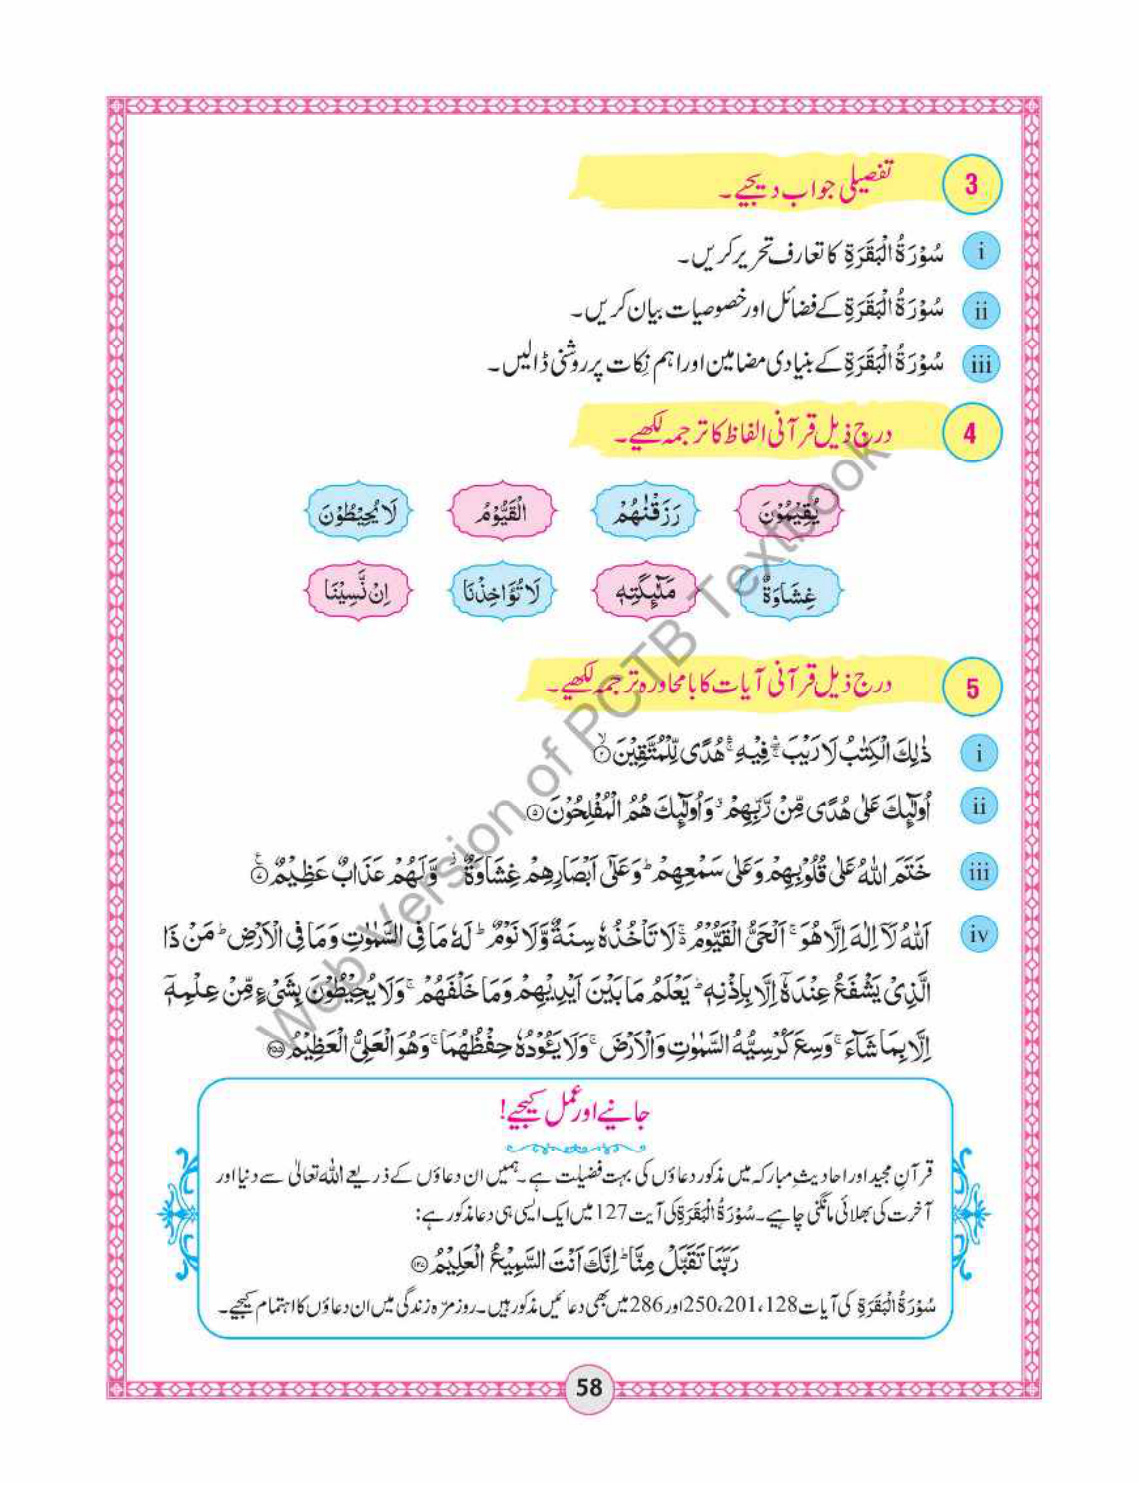 3 تفصیلی جواب دیجیے۔
i سُوْرَۃُ الْبَقَرَۃِ کا تعارف تحریر کریں۔
ii سُوْرَۃُ الْبَقَرَۃِ کے فضائل اور خصوصیات بیان کریں۔
iii سُوْرَۃُ الْبَقَرَۃِ کے بنیادی مضامین اور اہم نِکات پر روشنی ڈالیں۔
4 درج ذیل قرآنی الفاظ کا ترجمہ لکھیے۔
یُقِیْمُوْنَ رَزَقْنٰهُمْ الْقَیُّوْمُ لَا یُحِیْطُوْنَ
غِشَاوَةٌ مَلٰٓئِكَتِهٖ لَا تُؤَاخِذْنَا اِنْ نَّسِیْنَا
5 درج ذیل قرآنی آیات کا بامحاورہ ترجمہ لکھیے۔
i ذٰلِكَ الْكِتٰبُ لَا رَیْبَ ۛۖ فِیْهِ ۛۚ هُدًى لِّلْمُتَّقِیْنَ ۙ﴿۲﴾
ii اُولٰٓئِكَ عَلٰى هُدًى مِّنْ رَّبِّهِمْ ۗ وَ اُولٰٓئِكَ هُمُ الْمُفْلِحُوْنَ ﴿۵﴾
iii خَتَمَ اللّٰهُ عَلٰى قُلُوْبِهِمْ وَ عَلٰى سَمْعِهِمْ ؕ وَ عَلٰۤى اَبْصَارِهِمْ غِشَاوَةٌ ۫ وَّ لَهُمْ عَذَابٌ عَظِیْمٌ ﴿۷﴾
iv اَللّٰهُ لَاۤ اِلٰهَ اِلَّا هُوَ ۚ اَلْحَیُّ الْقَیُّوْمُ ۚ لَا تَاْخُذُهٗ سِنَةٌ وَّ لَا نَوْمٌ ؕ لَهٗ مَا فِی السَّمٰوٰتِ وَ مَا فِی الْاَرْضِ ؕ مَنْ ذَا
الَّذِیْ یَشْفَعُ عِنْدَهٗۤ اِلَّا بِاِذْنِهٖ ؕ یَعْلَمُ مَا بَیْنَ اَیْدِیْهِمْ وَ مَا خَلْفَهُمْ ۚ وَ لَا یُحِیْطُوْنَ بِشَیْءٍ مِّنْ عِلْمِهٖۤ
اِلَّا بِمَا شَآءَ ۚ وَسِعَ كُرْسِیُّهُ السَّمٰوٰتِ وَ الْاَرْضَ ۚ وَ لَا یَـُٔوْدُهٗ حِفْظُهُمَا ۚ وَ هُوَ الْعَلِیُّ الْعَظِیْمُ ﴿۲۵۵﴾
جانیے اور عمل کیجیے!
قرآنِ مجید اور احادیثِ مبارکہ میں مذکور دعاؤں کی بہت فضیلت ہے۔ ہمیں ان دعاؤں کے ذریعے اللہ تعالیٰ سے دنیا اور
آخرت کی بھلائی مانگنی چاہیے۔ سُوْرَۃُ الْبَقَرَۃِ کی آیت 127 میں ایک ایسی ہی دعا مذکور ہے:
رَبَّنَا تَقَبَّلْ مِنَّا ؕ اِنَّكَ اَنْتَ السَّمِیْعُ الْعَلِیْمُ ﴿۱۲۷﴾
سُوْرَۃُ الْبَقَرَۃِ کی آیات 128، 201، 250 اور 286 میں بھی دعائیں مذکور ہیں۔ روزمرّہ زندگی میں ان دعاؤں کا اہتمام کیجیے۔
58
Web Version of PCTB Textbook